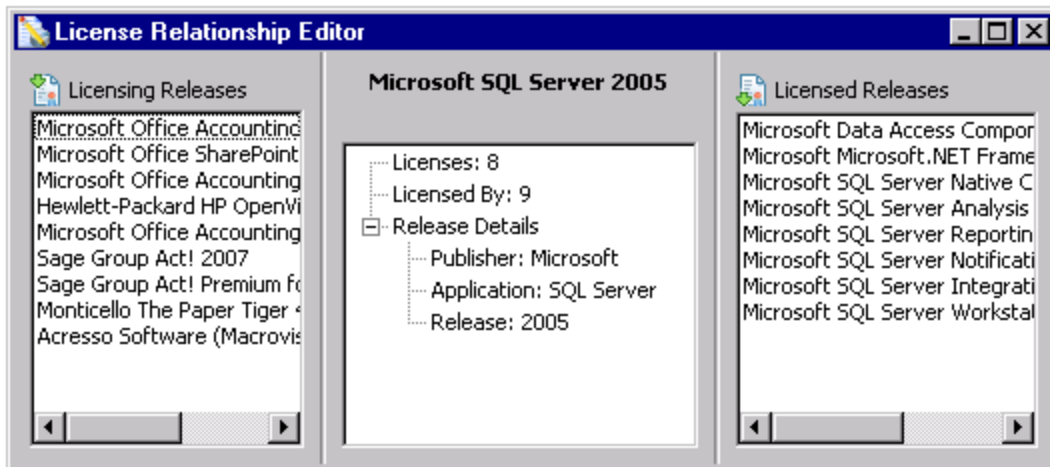 License Relationship Editor
Licensing Releases
Microsoft Office Accounting
Microsoft Office SharePoint
Microsoft Office Accounting
Hewlett-Packard HP OpenVi
Microsoft Office Accounting
Sage Group Act! 2007
Sage Group Act! Premium fo
Monticello The Paper Tiger
Acresso Software (Macrovis
Microsoft SQL Server 2005
Licenses: 8
Licensed By: 9
Release Details
Publisher: Microsoft
Application: SQL Server
Release: 2005
Licensed Releases
Microsoft Data Access Compor
Microsoft Microsoft.NET Frame
Microsoft SQL Server Native C
Microsoft SQL Server Analysis
Microsoft SQL Server Reportin
Microsoft SQL Server Notificati
Microsoft SQL Server Integrati
Microsoft SQL Server Workstat